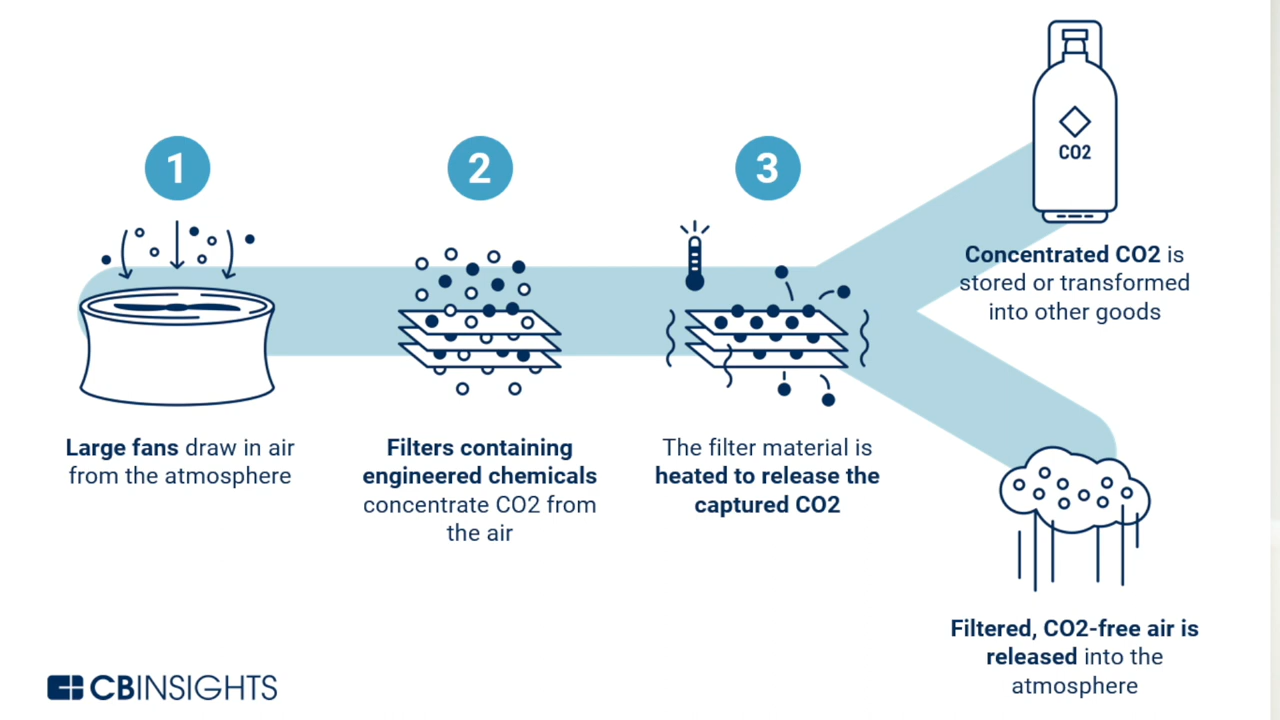 1
2
3
CO2
Large fans draw in air
from the atmosphere
Filters containing
engineered chemicals
concentrate CO2 from
the air
The filter material is
heated to release the
captured CO2
Concentrated CO2 is
stored or transformed
into other goods
Filtered, CO2-free air is
released into the
atmosphere
CBINSIGHTS